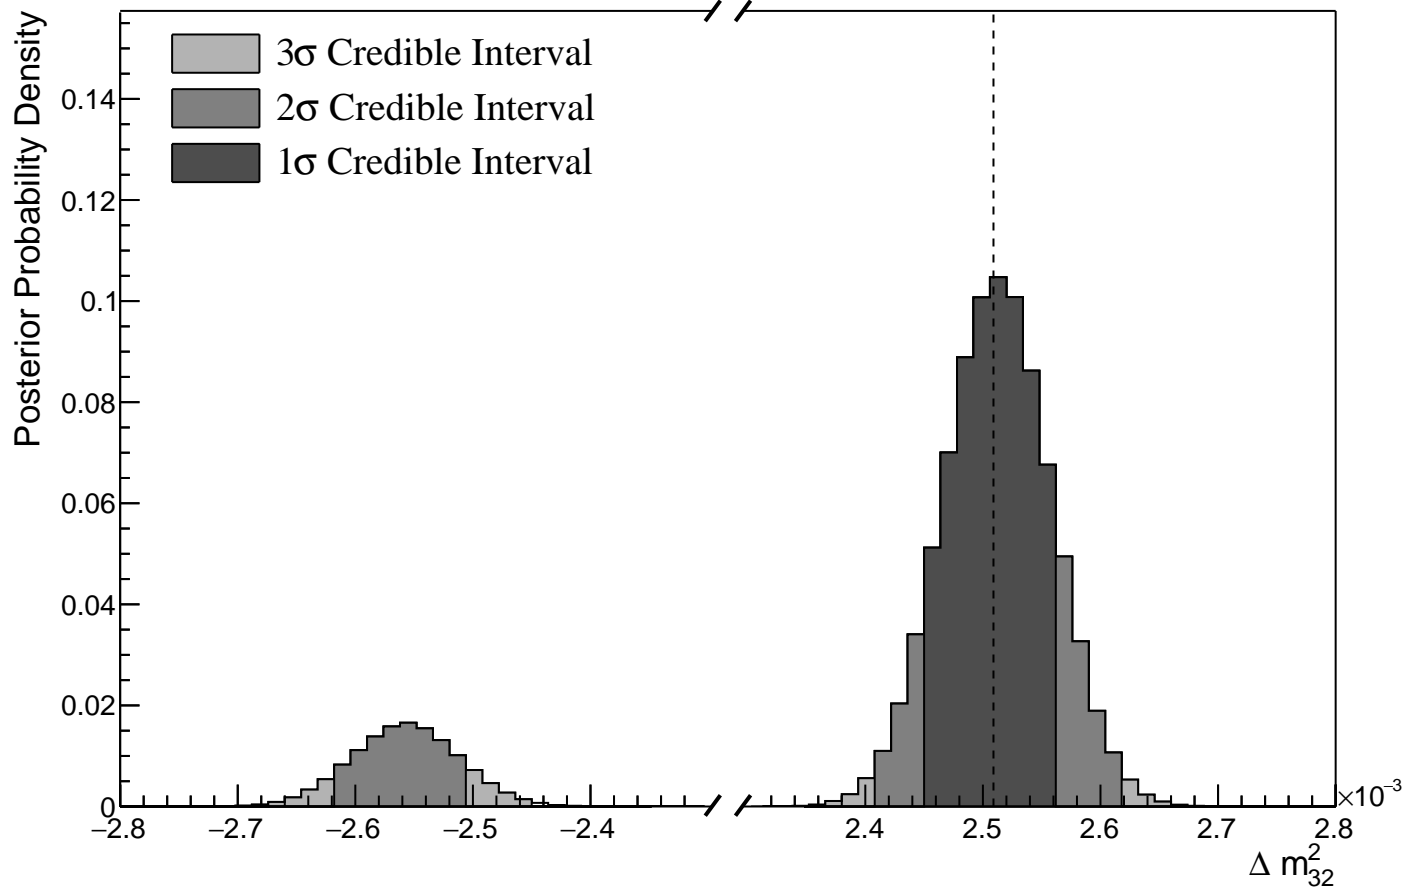 Posterior Probability Density
3σ Credible Interval
2σ Credible Interval
1σ Credible Interval
0.14
0.12
0.1
0.08
0.06
0.04
0.02
0
−2.8 −2.7 −2.6 −2.5 −2.4 2.4 2.5 2.6 2.7 2.8
×10⁻³
Δ m²₃₂